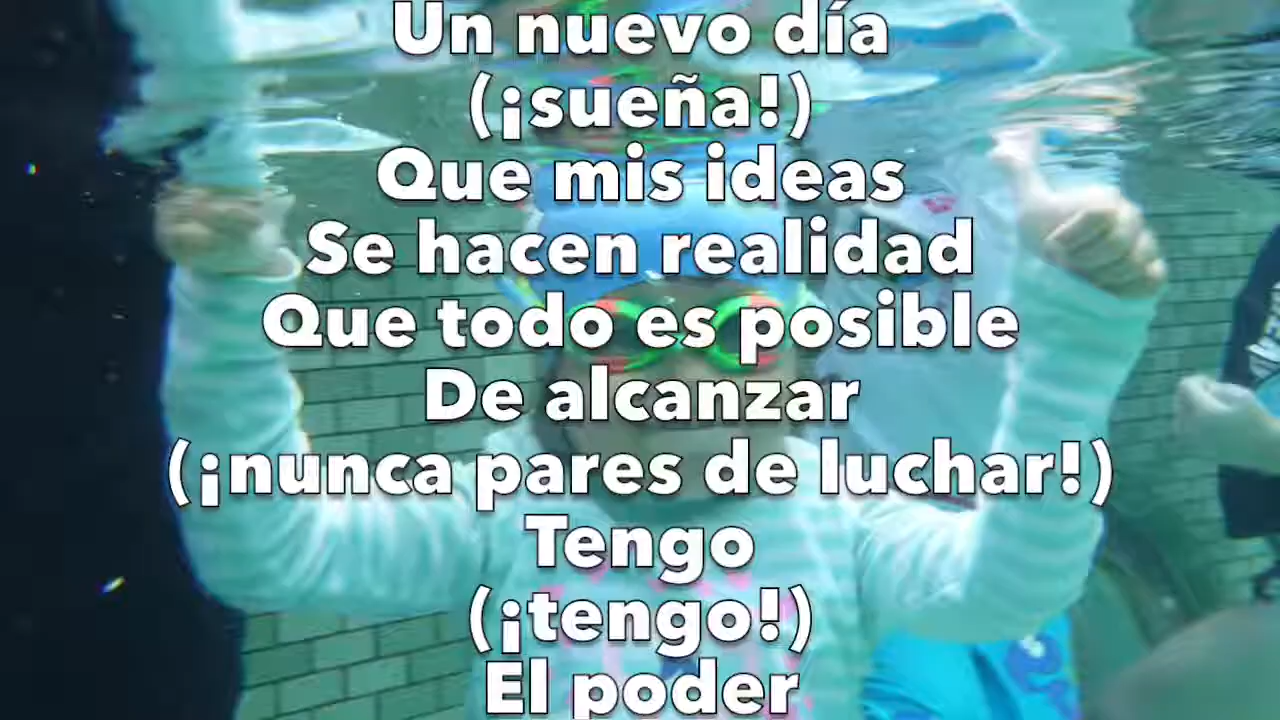 Un nuevo día
(¡sueña!)
Que mis ideas
Se hacen realidad
Que todo es posible
De alcanzar
(¡nunca pares de luchar!)
Tengo
(¡tengo!)
El poder